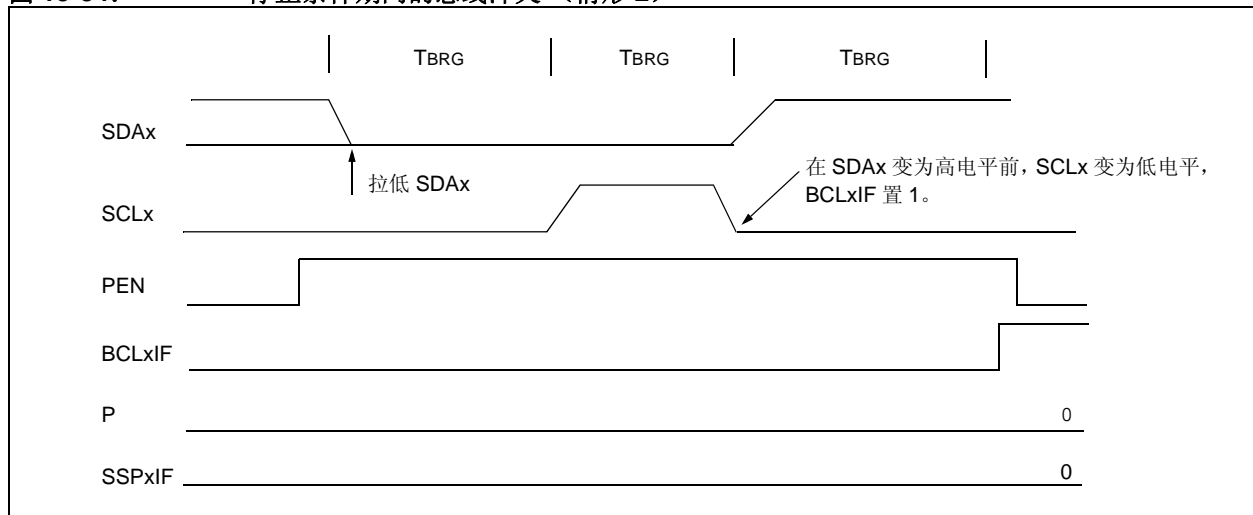 TBRG TBRG TBRG
SDAx
拉低 SDAx
在 SDAx 变为高电平前，SCLx 变为低电平，
BCLxIF 置 1。
SCLx
PEN
BCLxIF
P
0
SSPxIF
0